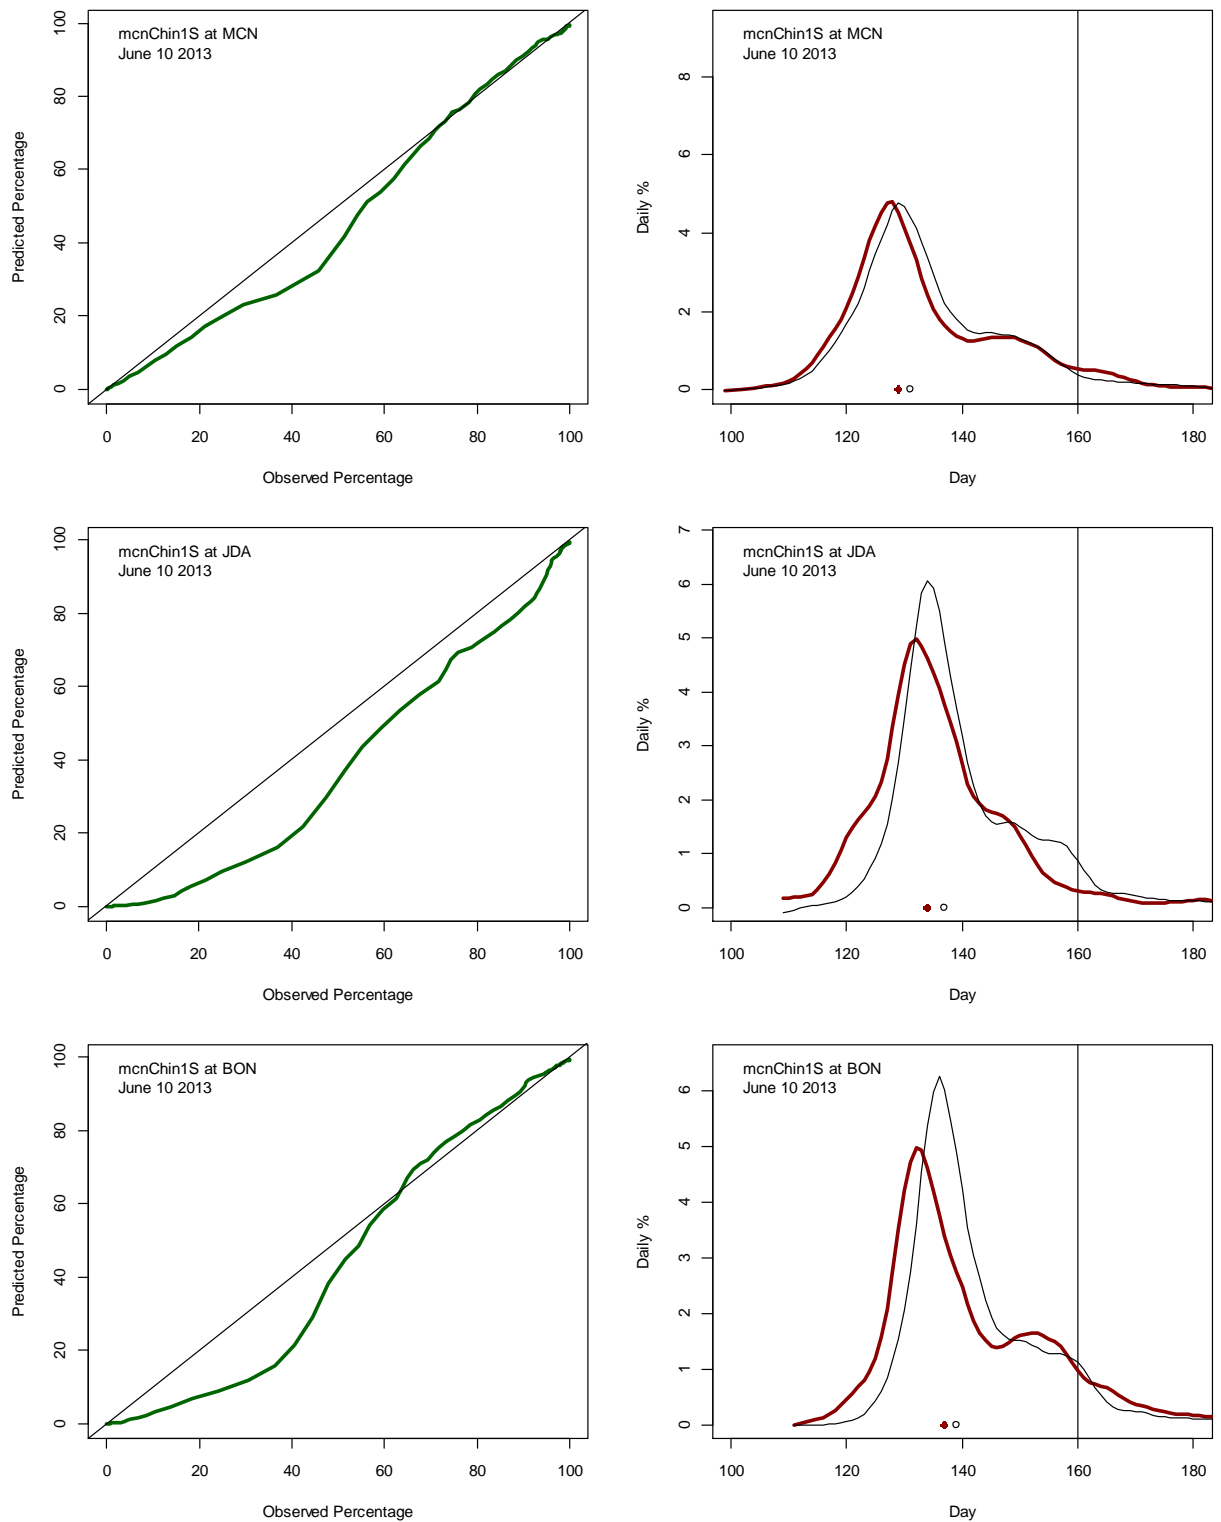 mcnChin1S at MCN
June 10 2013
Predicted Percentage
0 20 40 60 80 100
0 20 40 60 80 100
Observed Percentage
mcnChin1S at MCN
June 10 2013
Daily %
0 2 4 6 8
100 120 140 160 180
Day
mcnChin1S at JDA
June 10 2013
Predicted Percentage
0 20 40 60 80 100
0 20 40 60 80 100
Observed Percentage
mcnChin1S at JDA
June 10 2013
Daily %
0 1 2 3 4 5 6 7
100 120 140 160 180
Day
mcnChin1S at BON
June 10 2013
Predicted Percentage
0 20 40 60 80 100
0 20 40 60 80 100
Observed Percentage
mcnChin1S at BON
June 10 2013
Daily %
0 1 2 3 4 5 6
100 120 140 160 180
Day